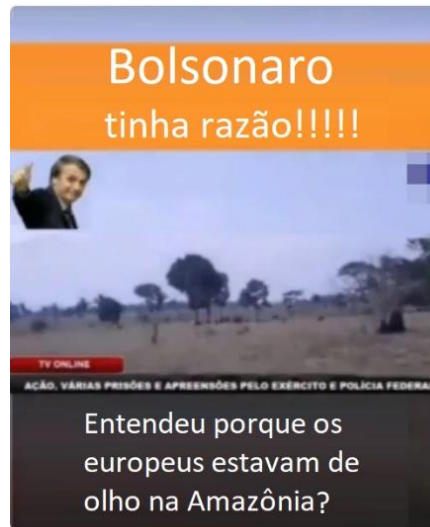 Bolsonaro
tinha razão!!!!!
TV ONLINE
AÇÃO, VÁRIAS PRISÕES E APREENSÕES PELO EXÉRCITO E POLÍCIA FEDERA
Entendeu porque os
europeus estavam de
olho na Amazônia?